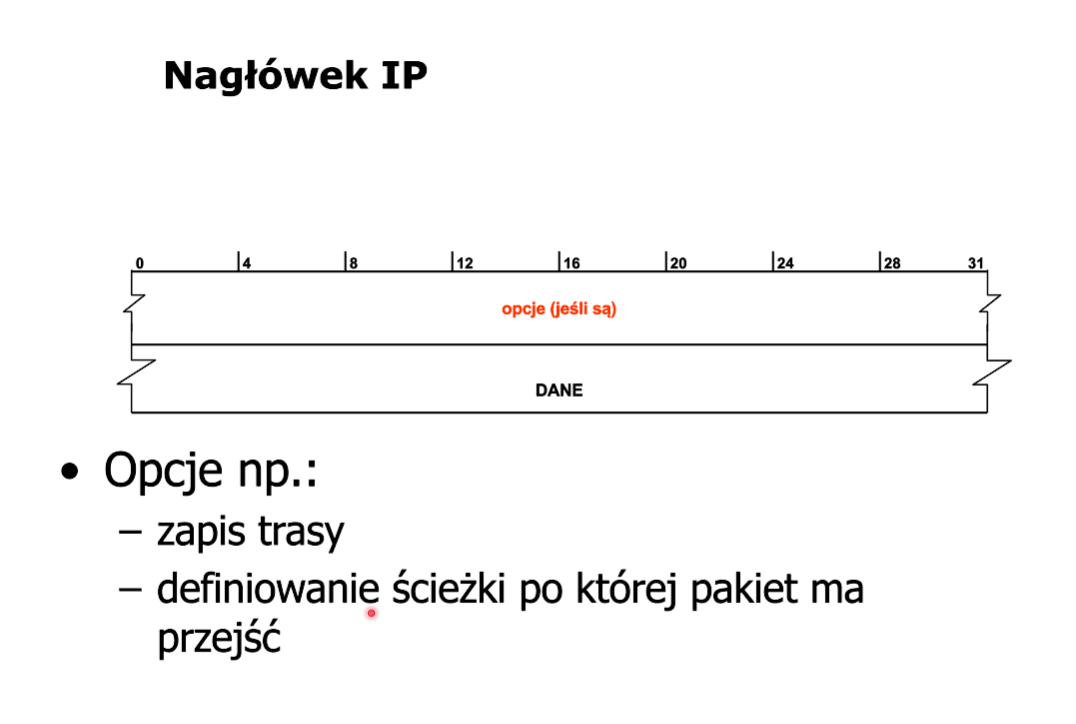 Nagłówek IP
0 4 8 12 16 20 24 28 31
opcje (jeśli są)
DANE
• Opcje np.:
– zapis trasy
– definiowanie ścieżki po której pakiet ma
przejść